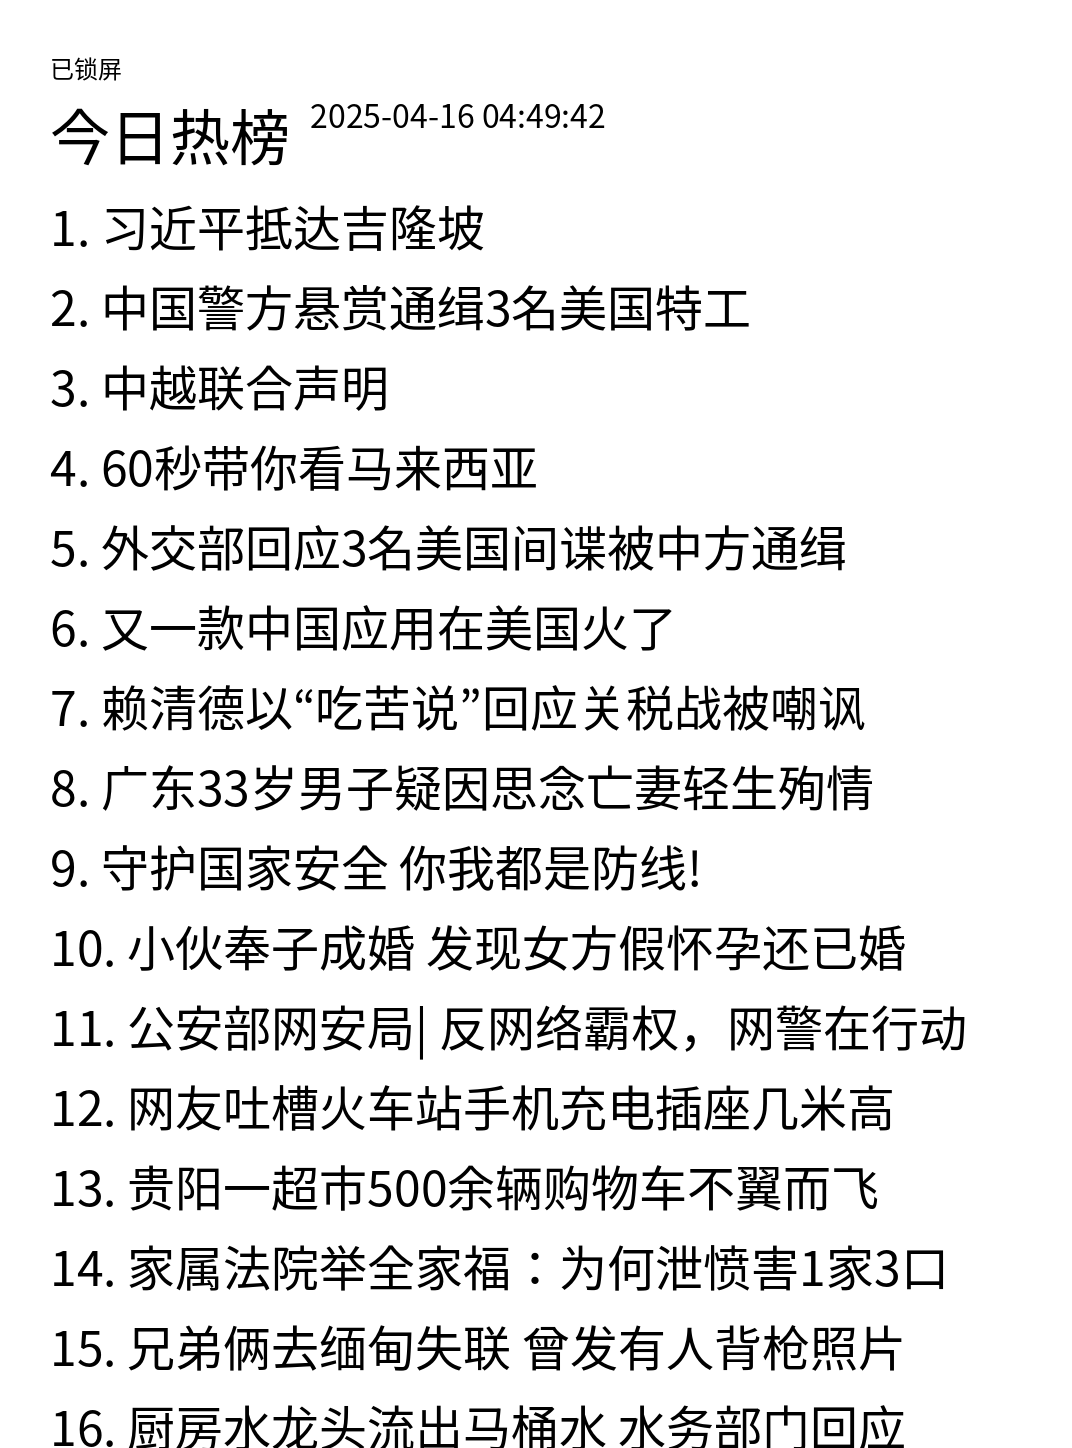 已锁屏
今日热榜 2025-04-16 04:49:42
1. 习近平抵达吉隆坡
2. 中国警方悬赏通缉3名美国特工
3. 中越联合声明
4. 60秒带你看马来西亚
5. 外交部回应3名美国间谍被中方通缉
6. 又一款中国应用在美国火了
7. 赖清德以“吃苦说”回应关税战被嘲讽
8. 广东33岁男子疑因思念亡妻轻生殉情
9. 守护国家安全 你我都是防线!
10. 小伙奉子成婚 发现女方假怀孕还已婚
11. 公安部网安局| 反网络霸权，网警在行动
12. 网友吐槽火车站手机充电插座几米高
13. 贵阳一超市500余辆购物车不翼而飞
14. 家属法院举全家福：为何泄愤害1家3口
15. 兄弟俩去缅甸失联 曾发有人背枪照片
16. 厨房水龙头流出马桶水 水务部门回应